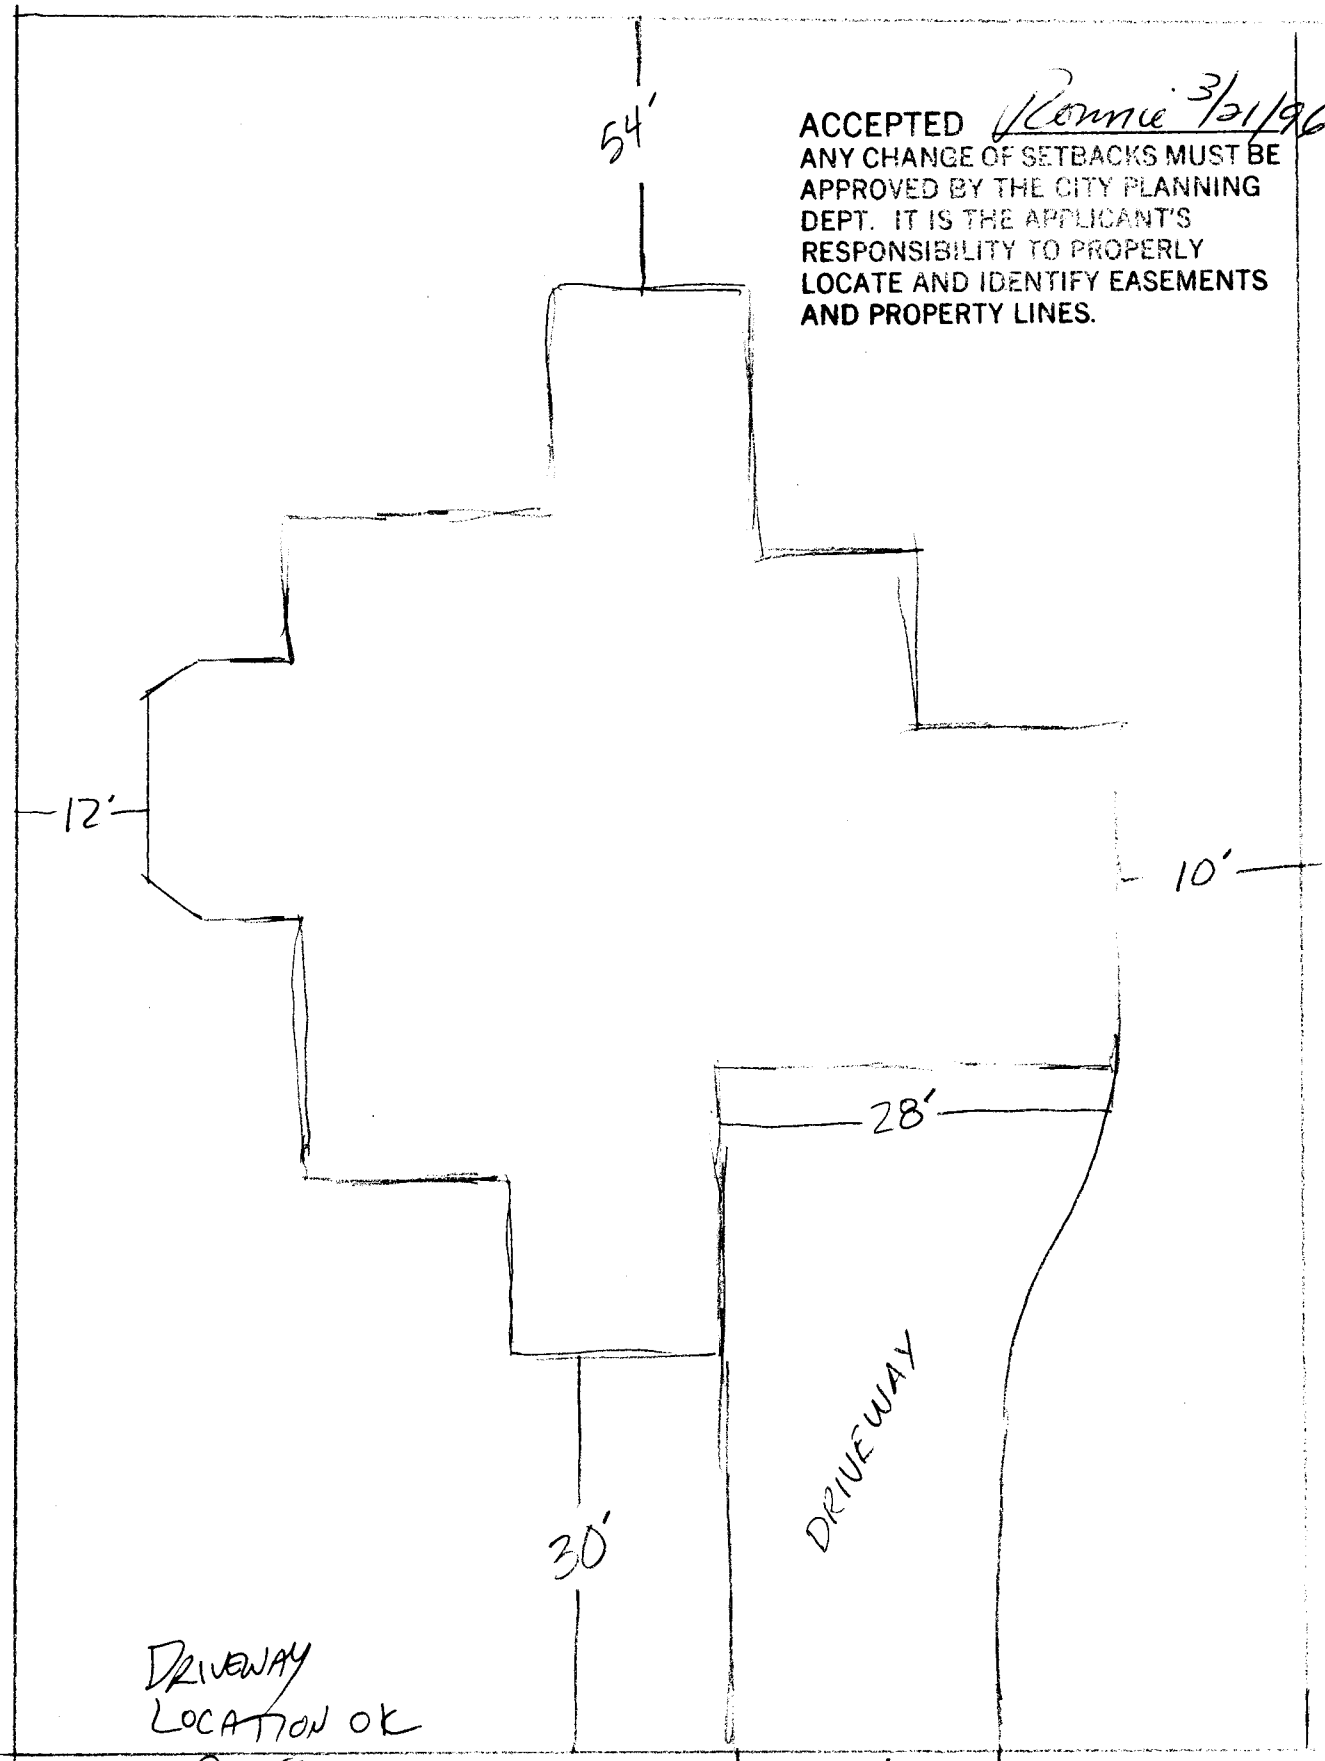 54'
ACCEPTED Ronnie 3/21/96
ANY CHANGE OF SETBACKS MUST BE
APPROVED BY THE CITY PLANNING
DEPT. IT IS THE APPLICANT'S
RESPONSIBILITY TO PROPERLY
LOCATE AND IDENTIFY EASEMENTS
AND PROPERTY LINES.
12'
10'
28'
DRIVEWAY
30'
DRIVEWAY
LOCATION OK